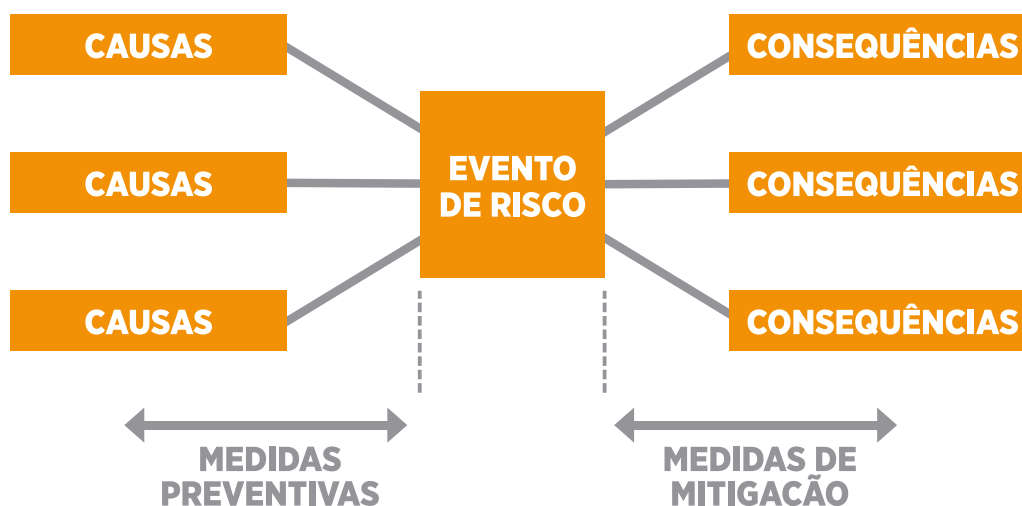 CAUSAS
CONSEQUÊNCIAS
CAUSAS
EVENTO
DE RISCO
CONSEQUÊNCIAS
CAUSAS
CONSEQUÊNCIAS
MEDIDAS
PREVENTIVAS
MEDIDAS DE
MITIGAÇÃO